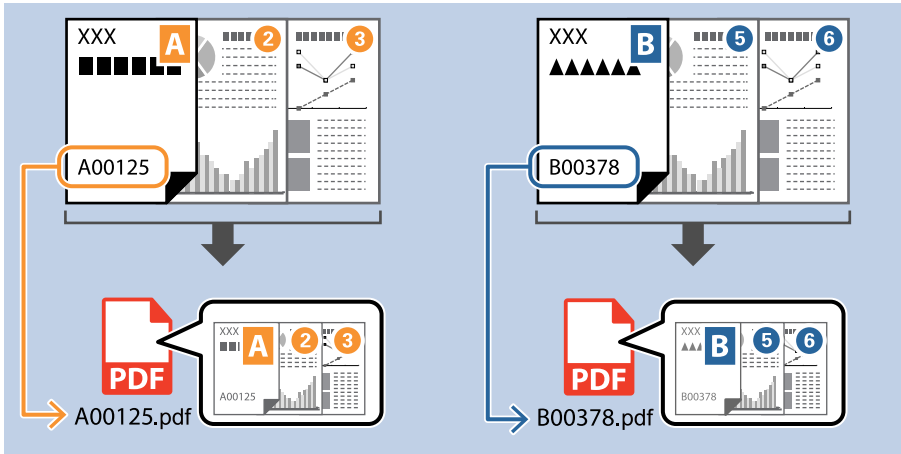 XXX
A
2
3
A00125
XXX
B
5
6
B00378
PDF
XXX
A
2
3
A00125
A00125.pdf
PDF
XXX
B
5
6
B00378
B00378.pdf